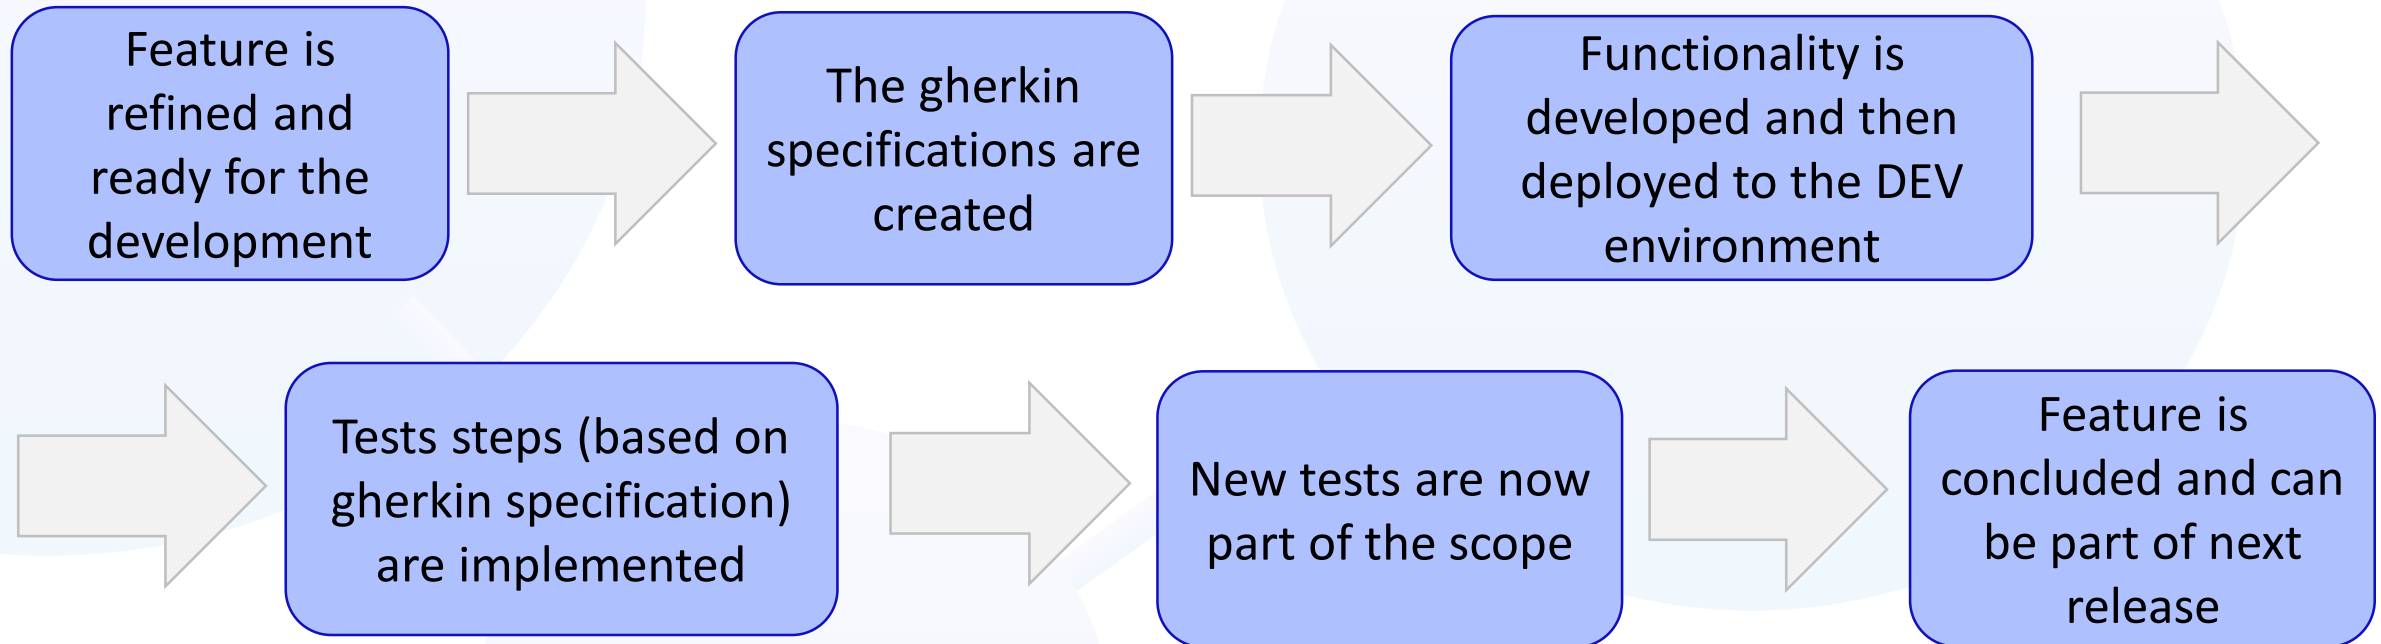 Feature is
refined and
ready for the
development
The gherkin
specifications are
created
Functionality is
developed and then
deployed to the DEV
environment
Tests steps (based on
gherkin specification)
are implemented
New tests are now
part of the scope
Feature is
concluded and can
be part of next
release